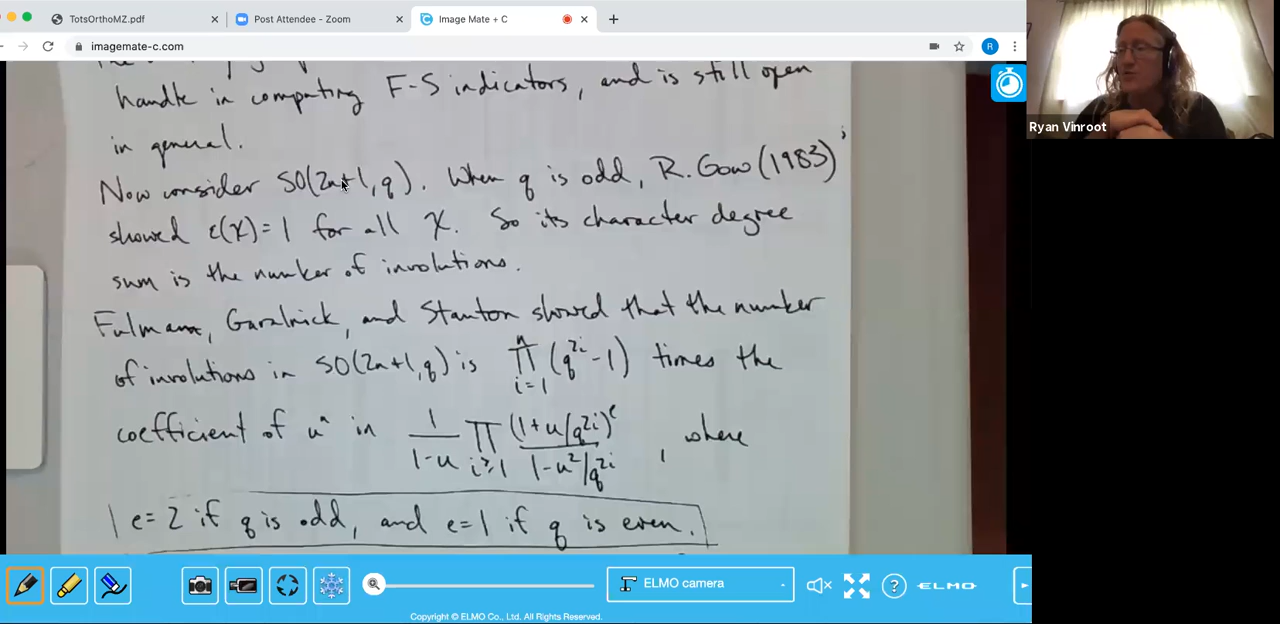 TotsOrthoMZ.pdf
Post Attendee - Zoom
Image Mate + C
imagemate-c.com
R
handle in computing F-S indicators, and is still open
in general.
Now consider SO(2n+1,q). When q is odd, R. Gow (1983)
showed ε(χ)=1 for all χ. So its character degree
sum is the number of involutions.
Fulman, Guralnick, and Stanton showed that the number
of involutions in SO(2n+1,q) is ∏_{i=1}^{n} (q^{2i}-1) times the
coefficient of u^n in 1/(1-u) ∏_{i≥1} (1+u/q^{2i})^e/(1-u^2/q^{2i}), where
e=2 if q is odd, and e=1 if q is even.
Ryan Vinroot
ELMO camera
ELMO
Copyright © ELMO Co., Ltd. All Rights Reserved.